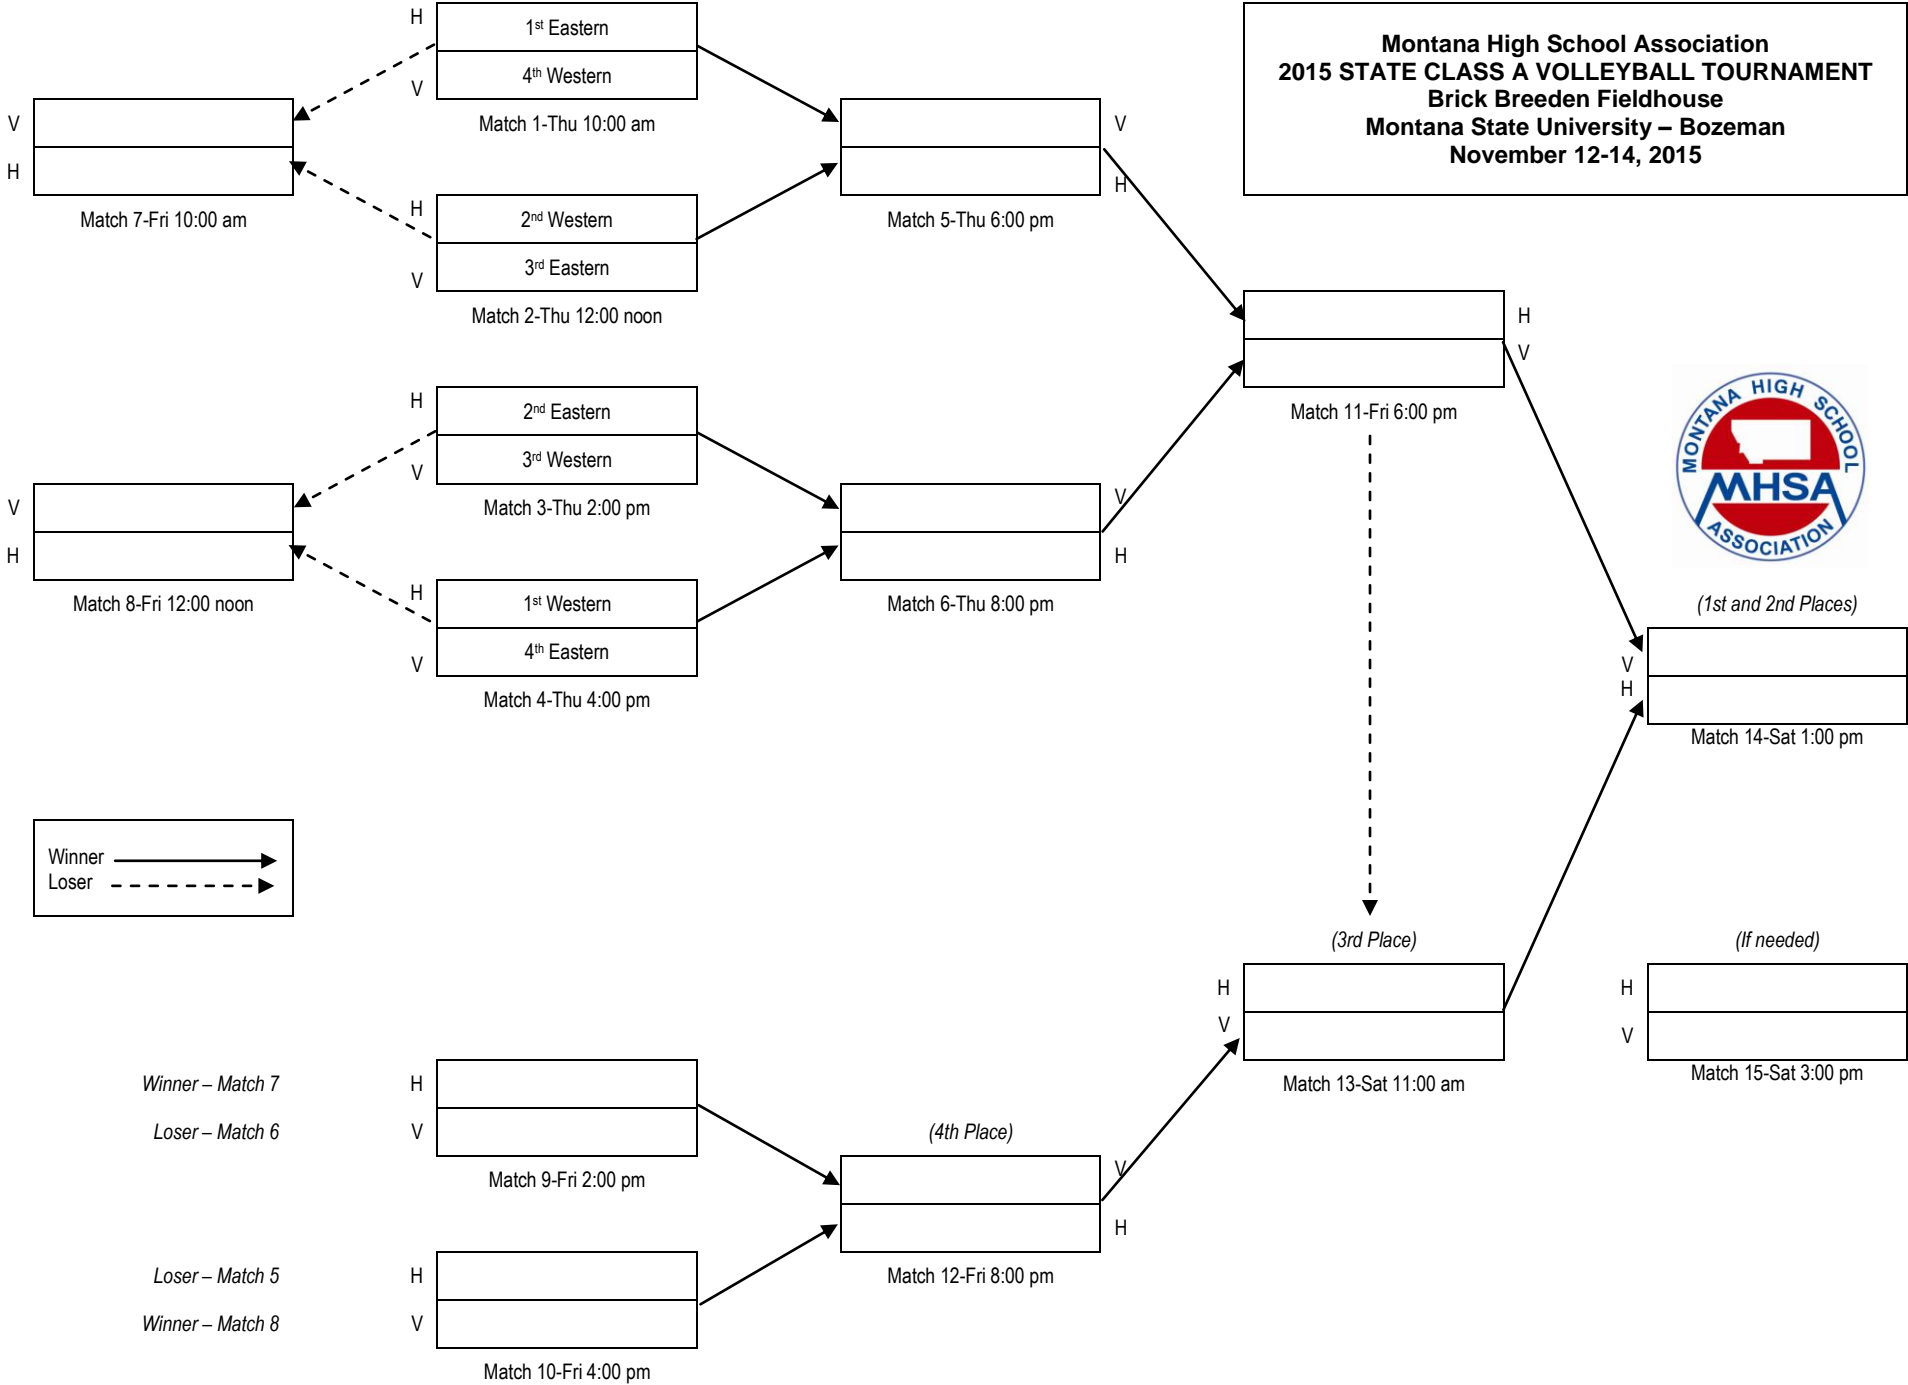 Montana High School Association
2015 STATE CLASS A VOLLEYBALL TOURNAMENT
Brick Breeden Fieldhouse
Montana State University – Bozeman
November 12-14, 2015
H
1st Eastern
4th Western
V
Match 1-Thu 10:00 am
V
H
Match 7-Fri 10:00 am
V
H
Match 5-Thu 6:00 pm
H
2nd Western
3rd Eastern
V
Match 2-Thu 12:00 noon
H
V
Match 11-Fri 6:00 pm
H
2nd Eastern
3rd Western
V
Match 3-Thu 2:00 pm
MONTANA HIGH SCHOOL
MHSA
ASSOCIATION
V
H
Match 8-Fri 12:00 noon
V
H
Match 6-Thu 8:00 pm
H
1st Western
4th Eastern
V
Match 4-Thu 4:00 pm
(1st and 2nd Places)
V
H
Match 14-Sat 1:00 pm
Winner
Loser
(3rd Place)
H
V
Match 13-Sat 11:00 am
(If needed)
H
V
Match 15-Sat 3:00 pm
Winner – Match 7 H
Loser – Match 6 V
Match 9-Fri 2:00 pm
(4th Place)
V
H
Match 12-Fri 8:00 pm
Loser – Match 5 H
Winner – Match 8 V
Match 10-Fri 4:00 pm